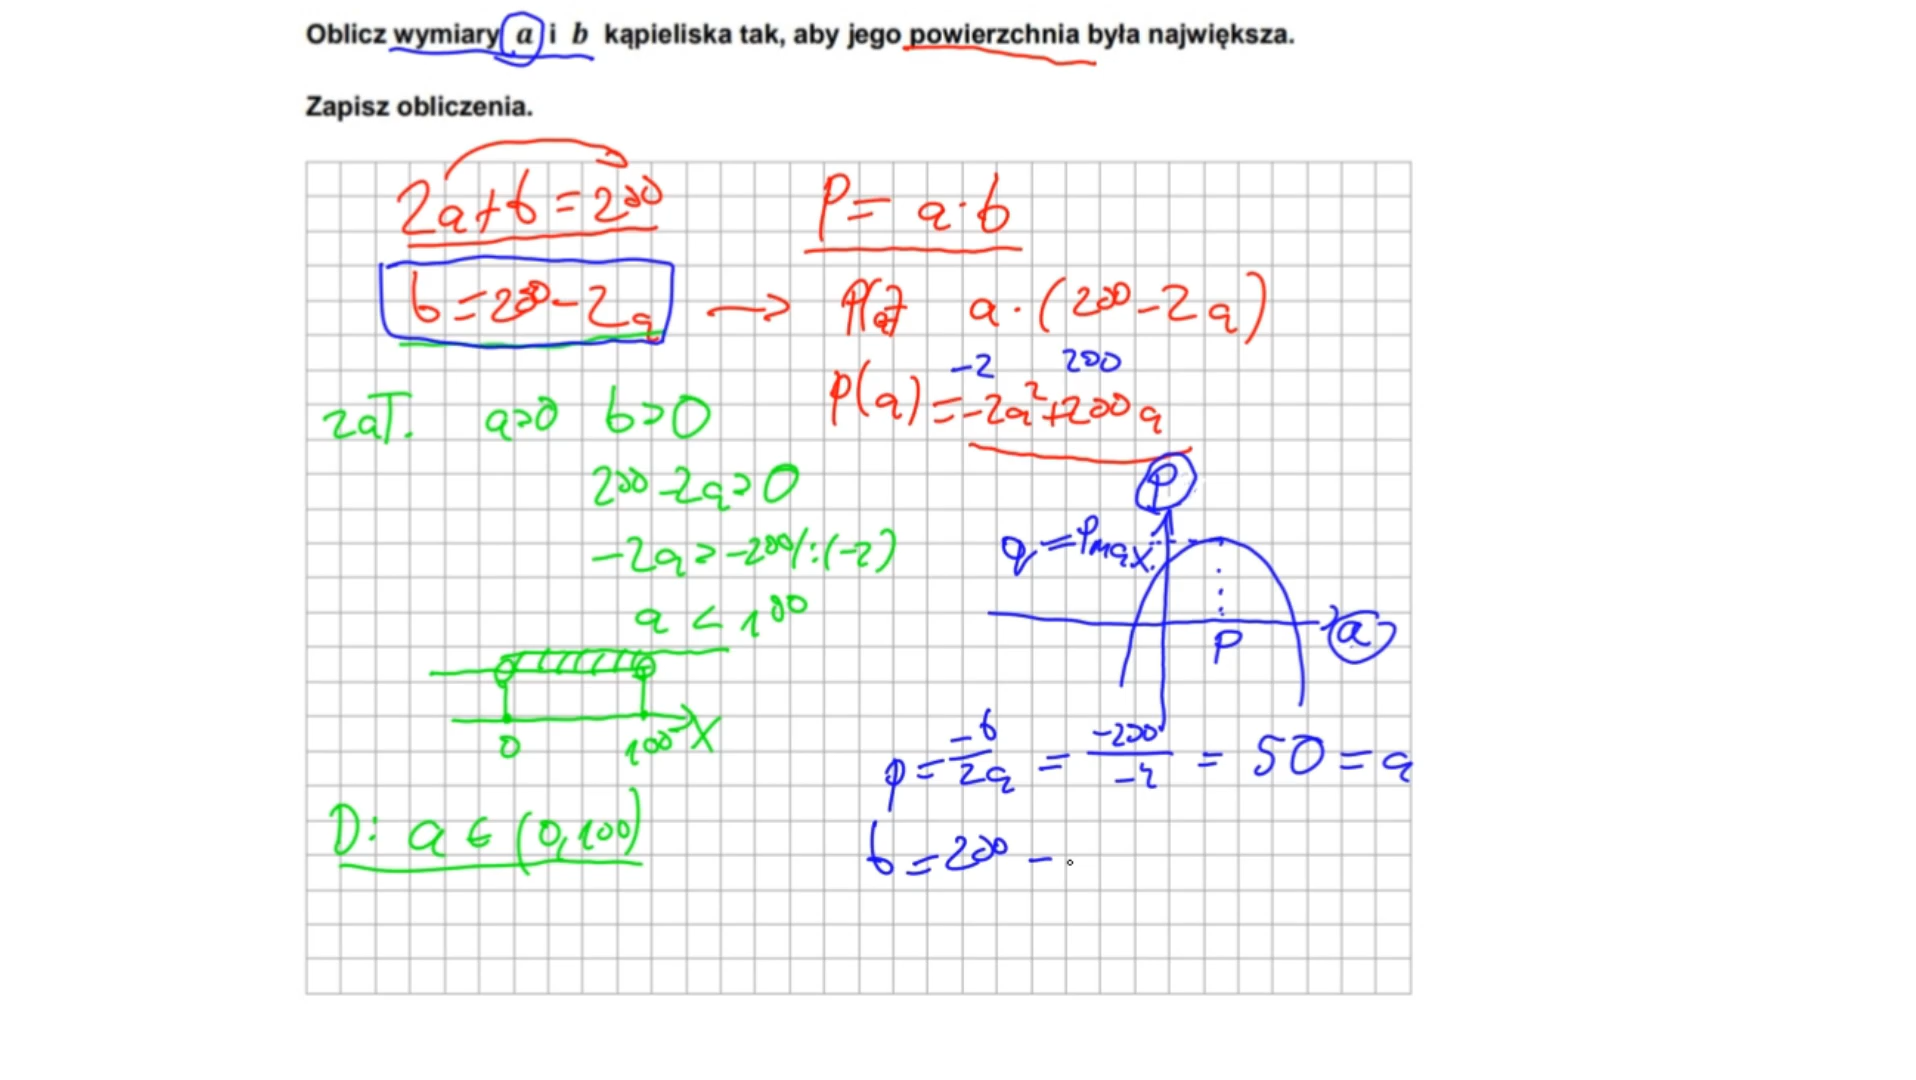 Oblicz wymiary a i b kąpieliska tak, aby jego powierzchnia była największa.
Zapisz obliczenia.
2a+b=200
P= a·b
b=200-2a → P(a)= a·(200-2a)
-2 200
P(a)=-2a²+200a
zał. a>0 b>0
200-2a>0
-2a>-200/:(-2)
a<100
0 100 X
D: a∈(0,100)
P
q=Pmax.
a
p
p=-b/2a = -200/-4 = 50=a
b=200-